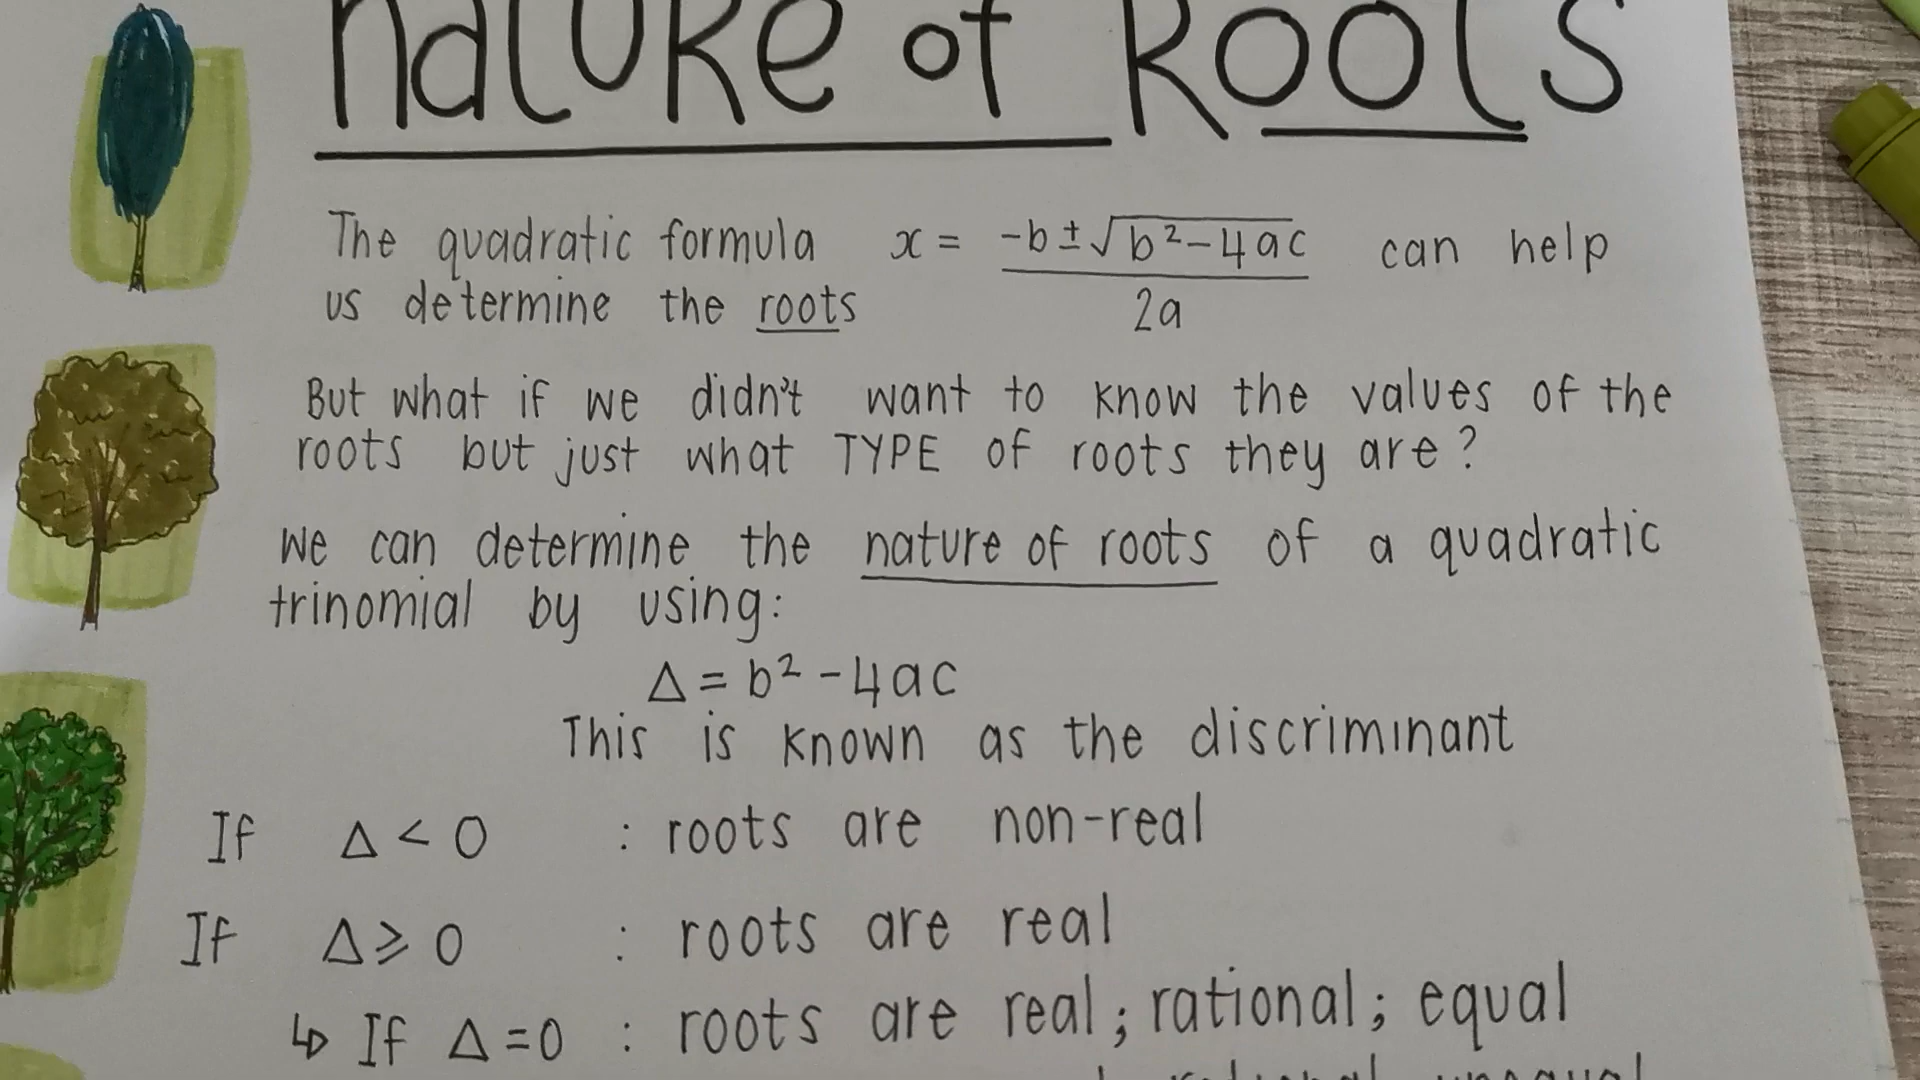 nature of Roots
The quadratic formula x = -b±√b²-4ac / 2a can help
us determine the roots
But what if we didn't want to know the values of the
roots but just what TYPE of roots they are?
We can determine the nature of roots of a quadratic
trinomial by using:
Δ = b² - 4ac
This is known as the discriminant
If Δ < 0 : roots are non-real
If Δ ⩾ 0 : roots are real
↳ If Δ = 0 : roots are real; rational; equal